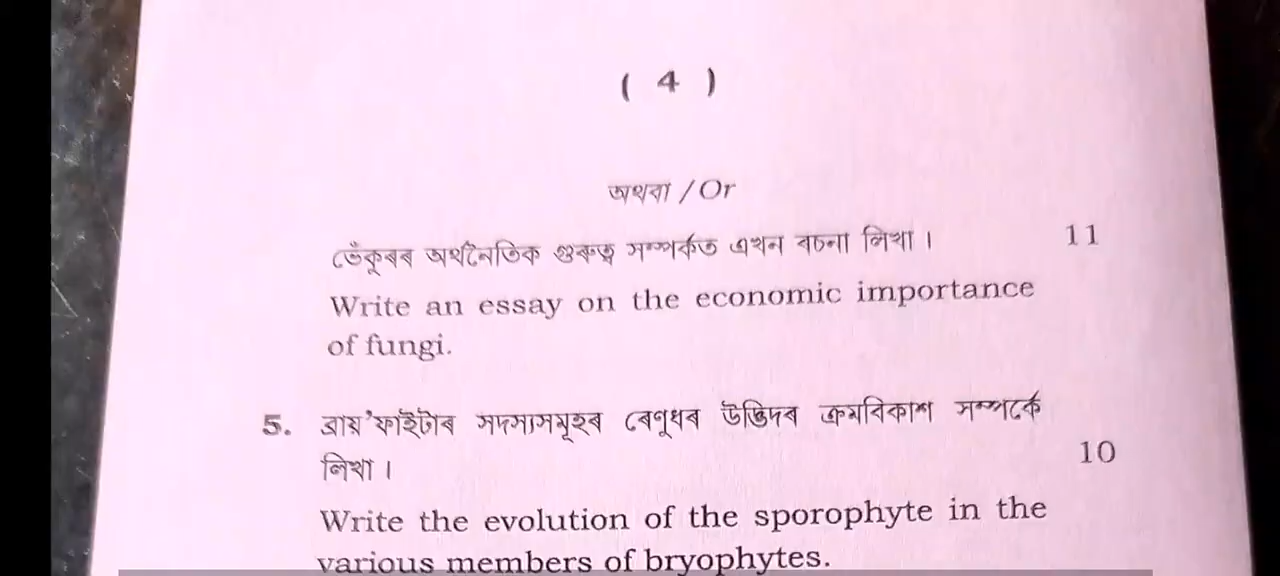 ( 4 )
অথবা / Or
ভেঁকুৰৰ অৰ্থনৈতিক গুৰুত্ব সম্পৰ্কত এখন ৰচনা লিখা । 11
Write an essay on the economic importance
of fungi.
5. ব্ৰায়'ফাইটাৰ সদস্যসমূহৰ ৰেণুধৰ উদ্ভিদৰ ক্ৰমবিকাশ সম্পৰ্কে
লিখা । 10
Write the evolution of the sporophyte in the
various members of bryophytes.